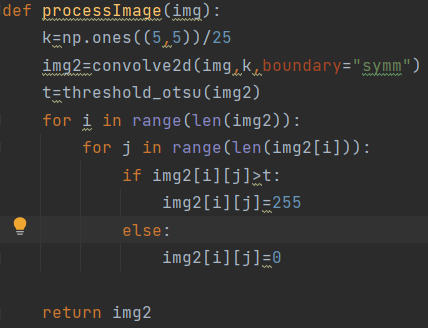 def processImage(img):
    k=np.ones((5,5))/25
    img2=convolve2d(img,k,boundary="symm")
    t=threshold_otsu(img2)
    for i in range(len(img2)):
        for j in range(len(img2[i])):
            if img2[i][j]>t:
                img2[i][j]=255
            else:
                img2[i][j]=0
    return img2